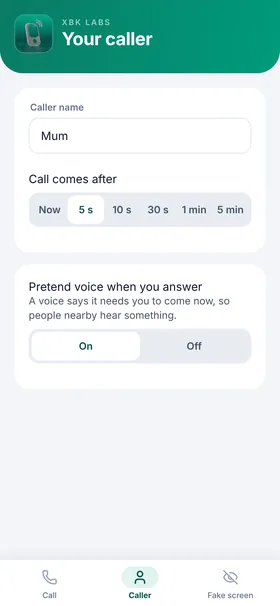 XBK LABS
Your caller
Caller name
Mum
Call comes after
Now 5 s 10 s 30 s 1 min 5 min
Pretend voice when you answer
A voice says it needs you to come now, so
people nearby hear something.
On Off
Call Caller Fake screen